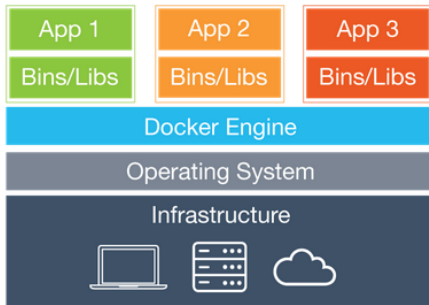 App 1 App 2 App 3
Bins/Libs Bins/Libs Bins/Libs
Docker Engine
Operating System
Infrastructure